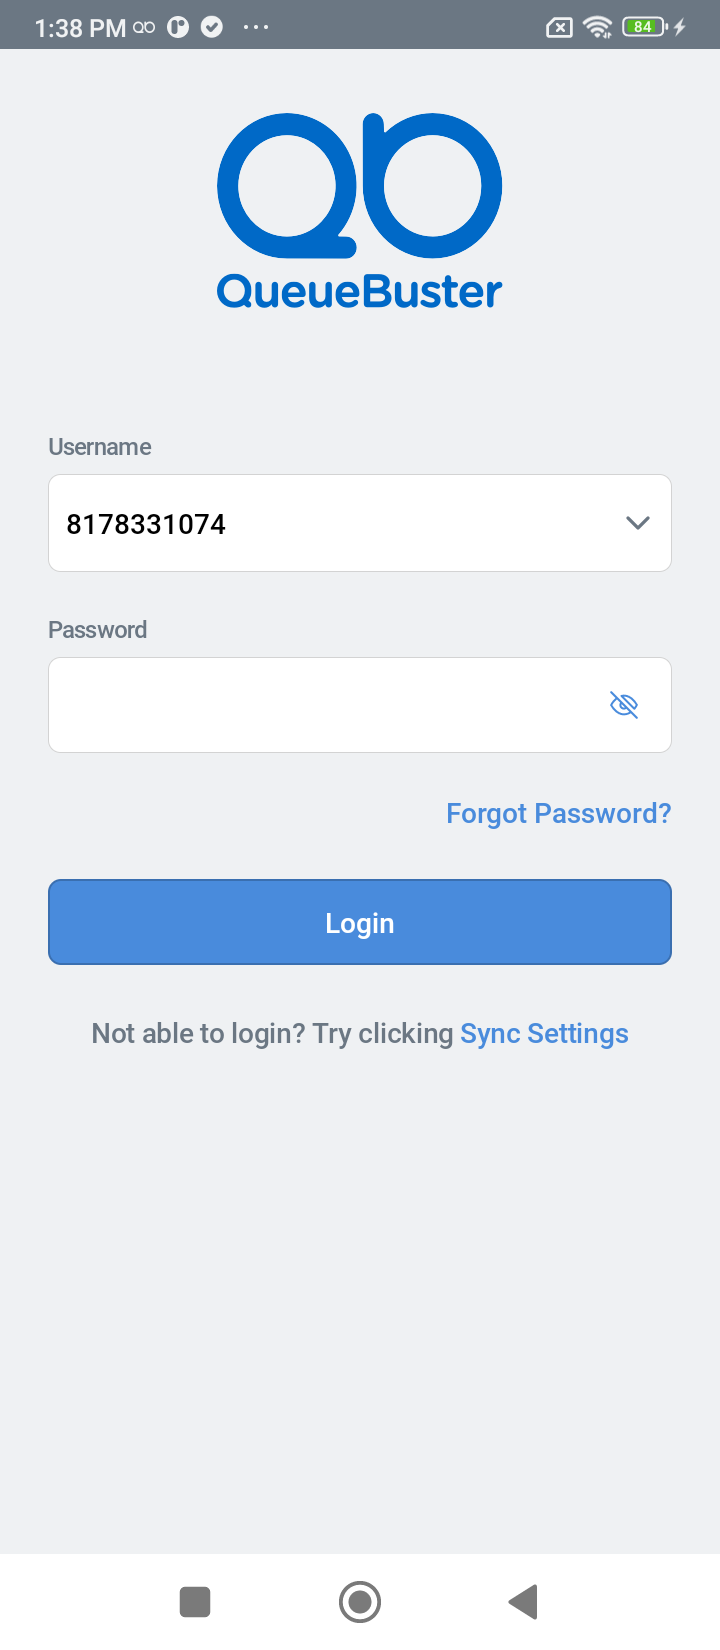 1:38 PM
84
QueueBuster
Username
8178331074
Password
Forgot Password?
Login
Not able to login? Try clicking Sync Settings